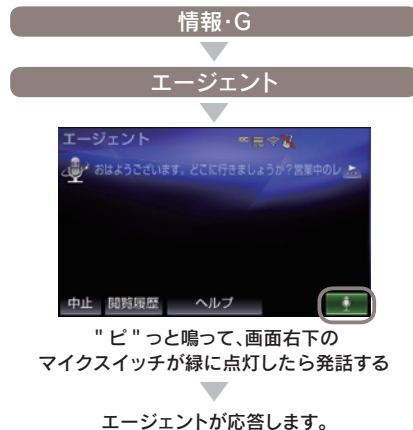 情報・G
エージェント
エージェント
おはようございます。どこに行きましょうか?営業中のレ
中止 閲覧履歴 ヘルプ
" ピ " っと鳴って、画面右下の
マイクスイッチが緑に点灯したら発話する
エージェントが応答します。